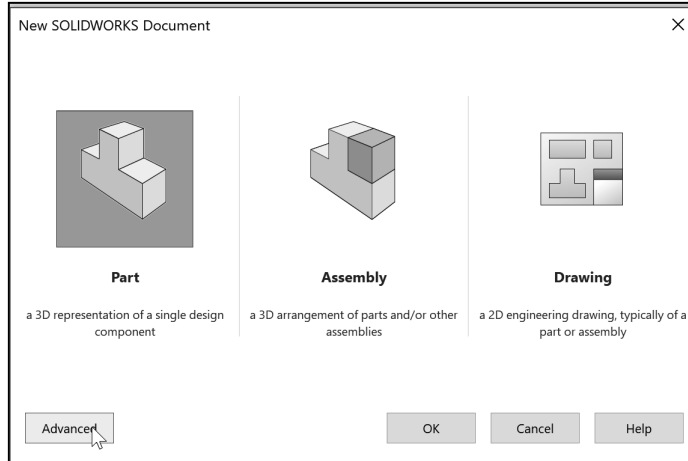 New SOLIDWORKS Document
Part
a 3D representation of a single design
component
Assembly
a 3D arrangement of parts and/or other
assemblies
Drawing
a 2D engineering drawing, typically of a
part or assembly
Advanced
OK
Cancel
Help